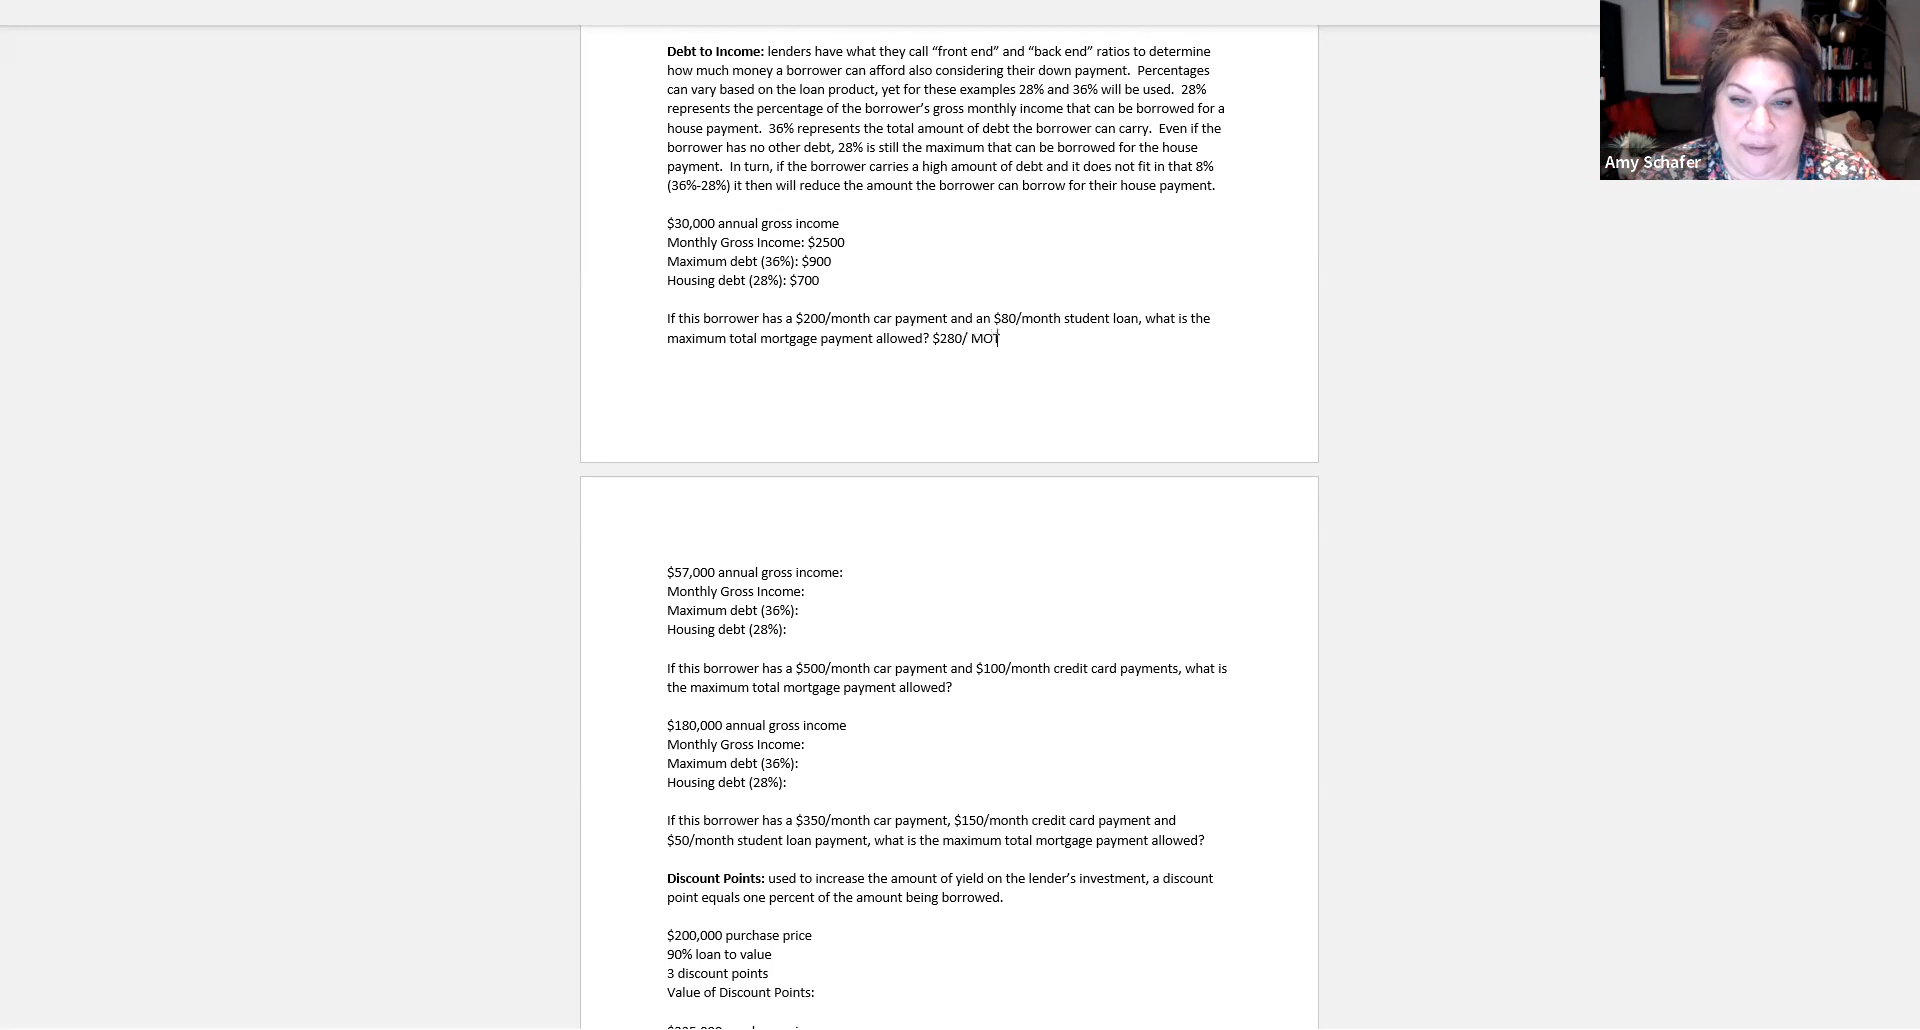 Debt to Income: lenders have what they call “front end” and “back end” ratios to determine
how much money a borrower can afford also considering their down payment.  Percentages
can vary based on the loan product, yet for these examples 28% and 36% will be used.  28%
represents the percentage of the borrower’s gross monthly income that can be borrowed for a
house payment.  36% represents the total amount of debt the borrower can carry.  Even if the
borrower has no other debt, 28% is still the maximum that can be borrowed for the house
payment.  In turn, if the borrower carries a high amount of debt and it does not fit in that 8%
(36%-28%) it then will reduce the amount the borrower can borrow for their house payment.
Amy Schafer
$30,000 annual gross income
Monthly Gross Income: $2500
Maximum debt (36%): $900
Housing debt (28%): $700
If this borrower has a $200/month car payment and an $80/month student loan, what is the
maximum total mortgage payment allowed? $280/ MOT
$57,000 annual gross income:
Monthly Gross Income:
Maximum debt (36%):
Housing debt (28%):
If this borrower has a $500/month car payment and $100/month credit card payments, what is
the maximum total mortgage payment allowed?
$180,000 annual gross income
Monthly Gross Income:
Maximum debt (36%):
Housing debt (28%):
If this borrower has a $350/month car payment, $150/month credit card payment and
$50/month student loan payment, what is the maximum total mortgage payment allowed?
Discount Points: used to increase the amount of yield on the lender’s investment, a discount
point equals one percent of the amount being borrowed.
$200,000 purchase price
90% loan to value
3 discount points
Value of Discount Points: